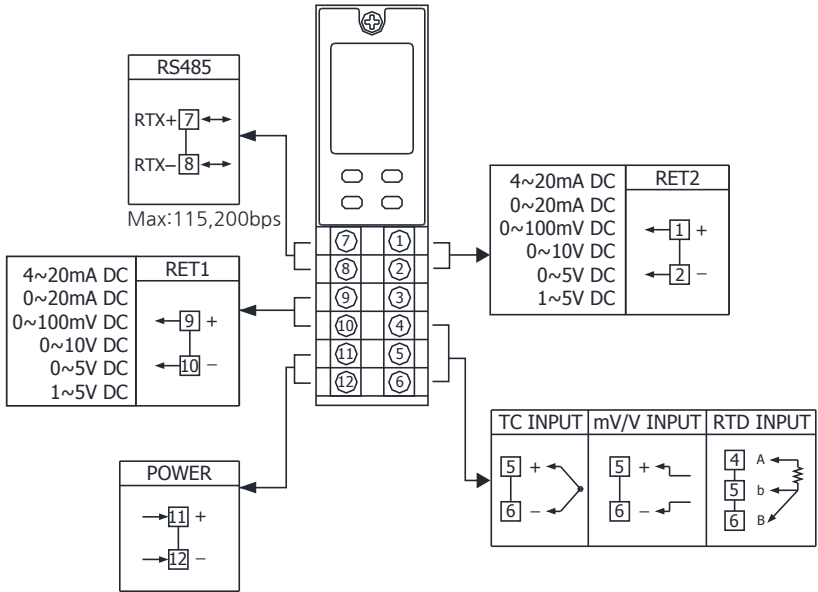 RS485
RTX+ 7
RTX− 8
Max:115,200bps
7 1
8 2
9 3
10 4
11 5
12 6
4~20mA DC
0~20mA DC
0~100mV DC
0~10V DC
0~5V DC
1~5V DC
RET2
1 +
2 −
4~20mA DC
0~20mA DC
0~100mV DC
0~10V DC
0~5V DC
1~5V DC
RET1
9 +
10 −
POWER
11 +
12 −
TC INPUT
5 +
6 −
mV/V INPUT
5 +
6 −
RTD INPUT
4 A
5 b
6 B